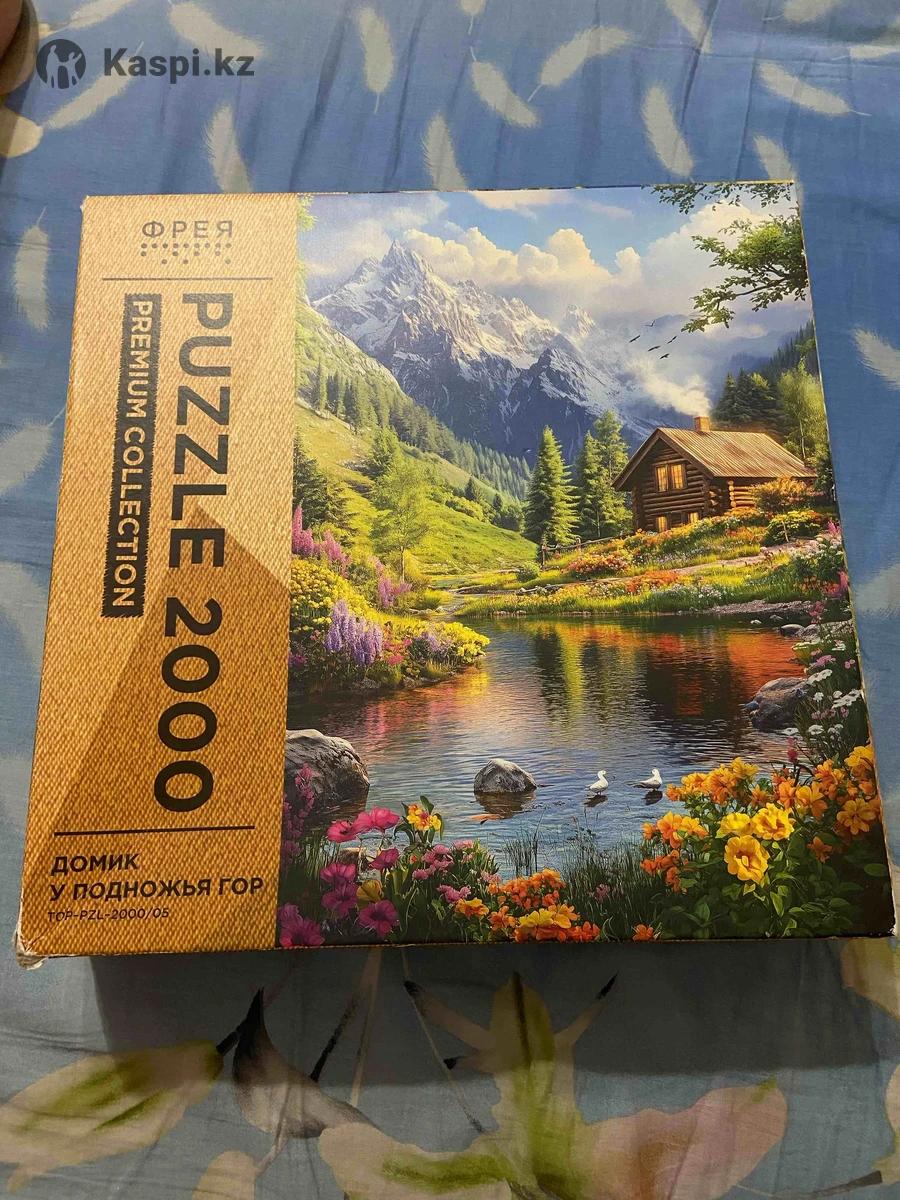 Kaspi.kz
ФРЕЯ
PUZZLE 2000
PREMIUM COLLECTION
ДОМИК
У ПОДНОЖЬЯ ГОР
TOP-PZL-2000/05